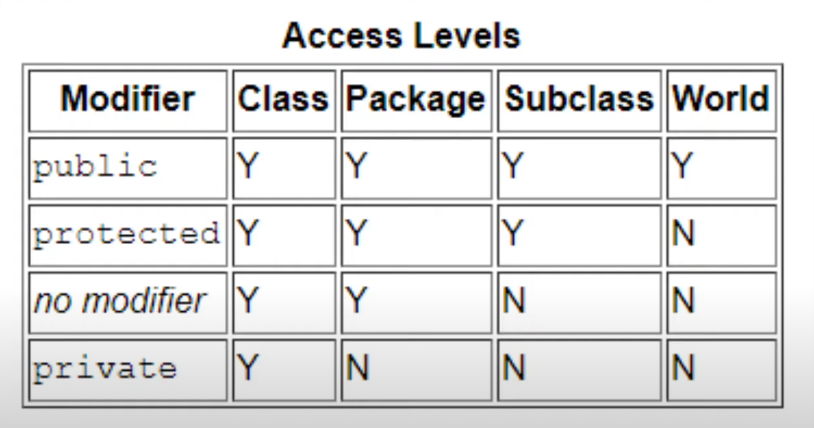 Access Levels
Modifier Class Package Subclass World
public Y Y Y Y
protected Y Y Y N
no modifier Y Y N N
private Y N N N